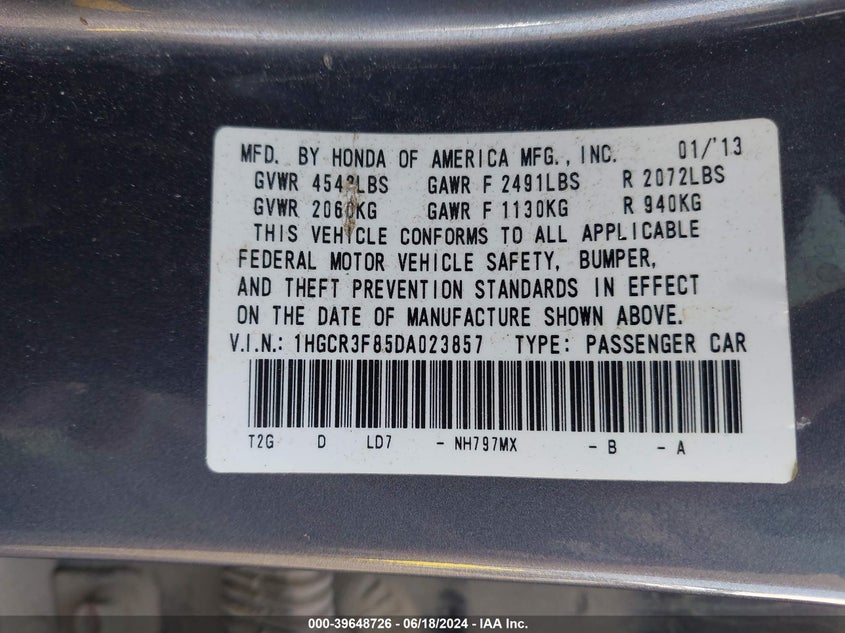 MFD. BY HONDA OF AMERICA MFG., INC. 01/'13
GVWR 4542LBS GAWR F 2491LBS R 2072LBS
GVWR 2060KG GAWR F 1130KG R 940KG
THIS VEHICLE CONFORMS TO ALL APPLICABLE
FEDERAL MOTOR VEHICLE SAFETY, BUMPER,
AND THEFT PREVENTION STANDARDS IN EFFECT
ON THE DATE OF MANUFACTURE SHOWN ABOVE.
V.I.N.: 1HGCR3F85DA023857 TYPE: PASSENGER CAR
T2G D LD7 - NH797MX - B - A
000-39648726 - 06/18/2024 - IAA Inc.